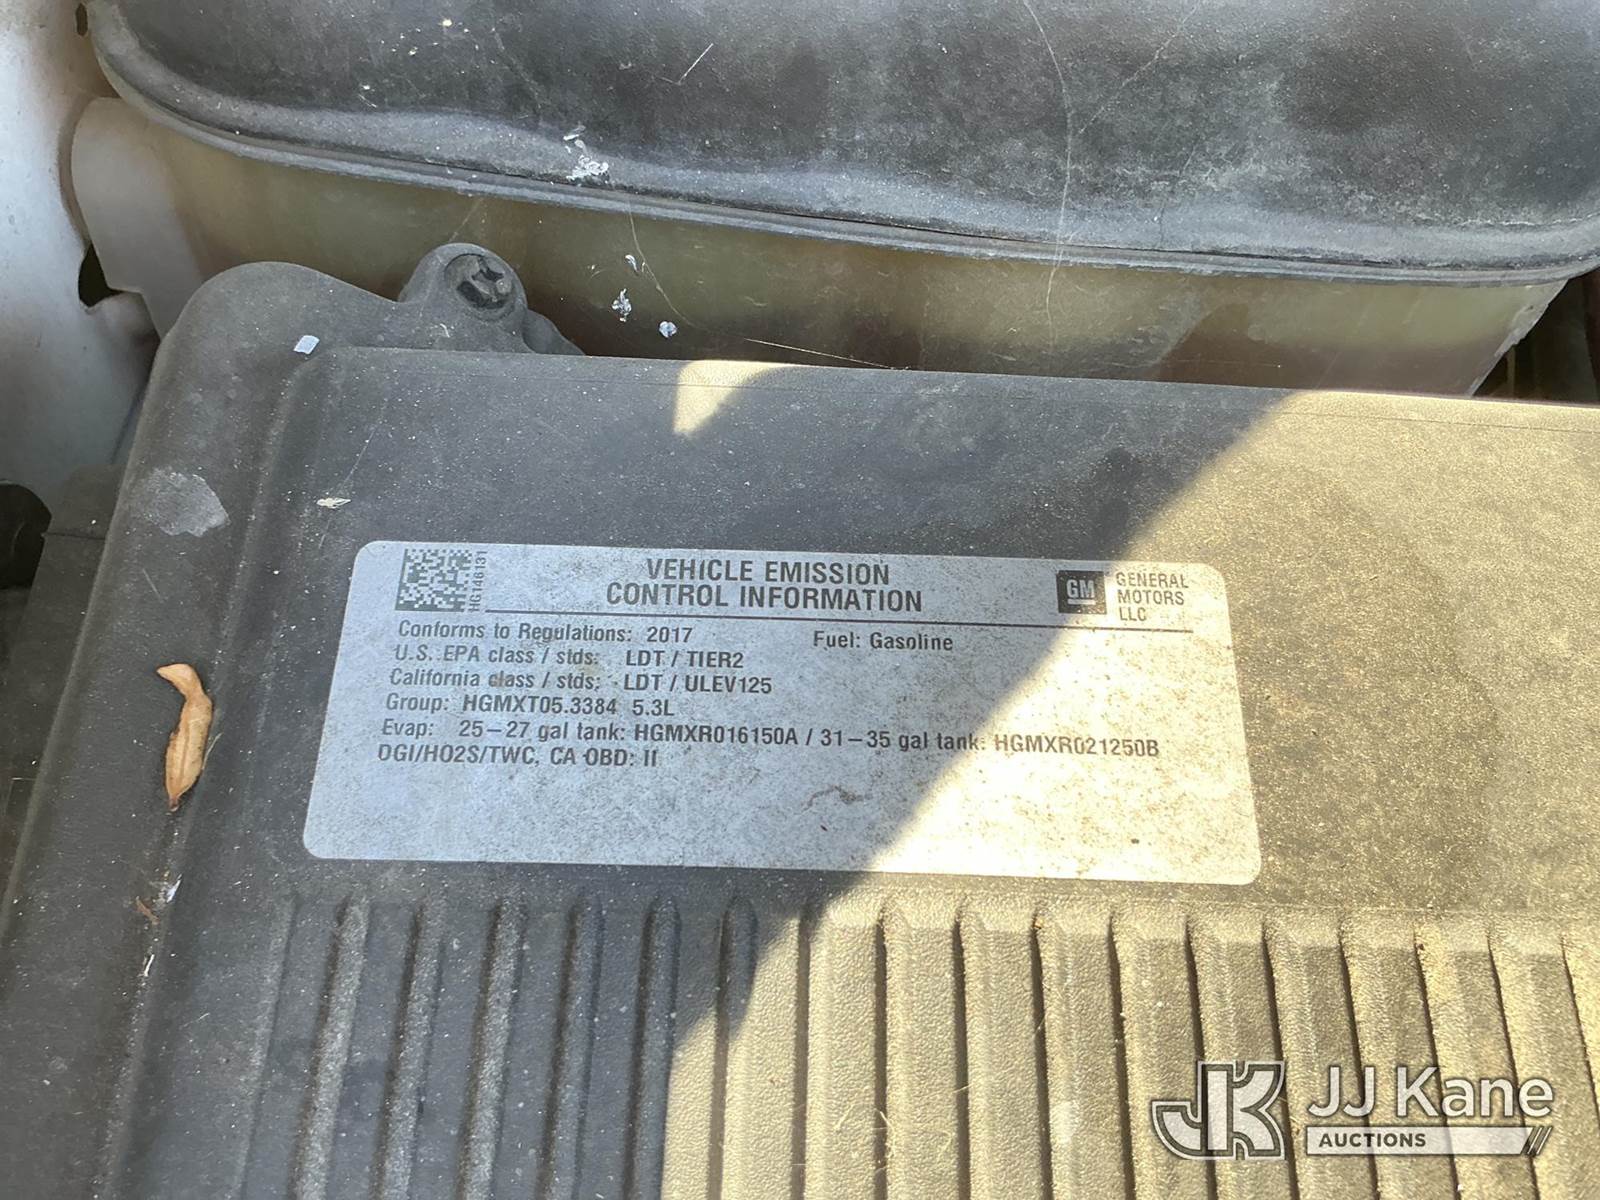 HG146131
VEHICLE EMISSION
CONTROL INFORMATION
GM
GENERAL
MOTORS
LLC
Conforms to Regulations: 2017 Fuel: Gasoline
U.S. EPA class / stds: LDT / TIER2
California class / stds: LDT / ULEV125
Group: HGMXT05.3384 5.3L
Evap: 25-27 gal tank: HGMXR016150A / 31-35 gal tank: HGMXR021250B
DGI/HO2S/TWC, CA OBD: II
JK JJ Kane
AUCTIONS